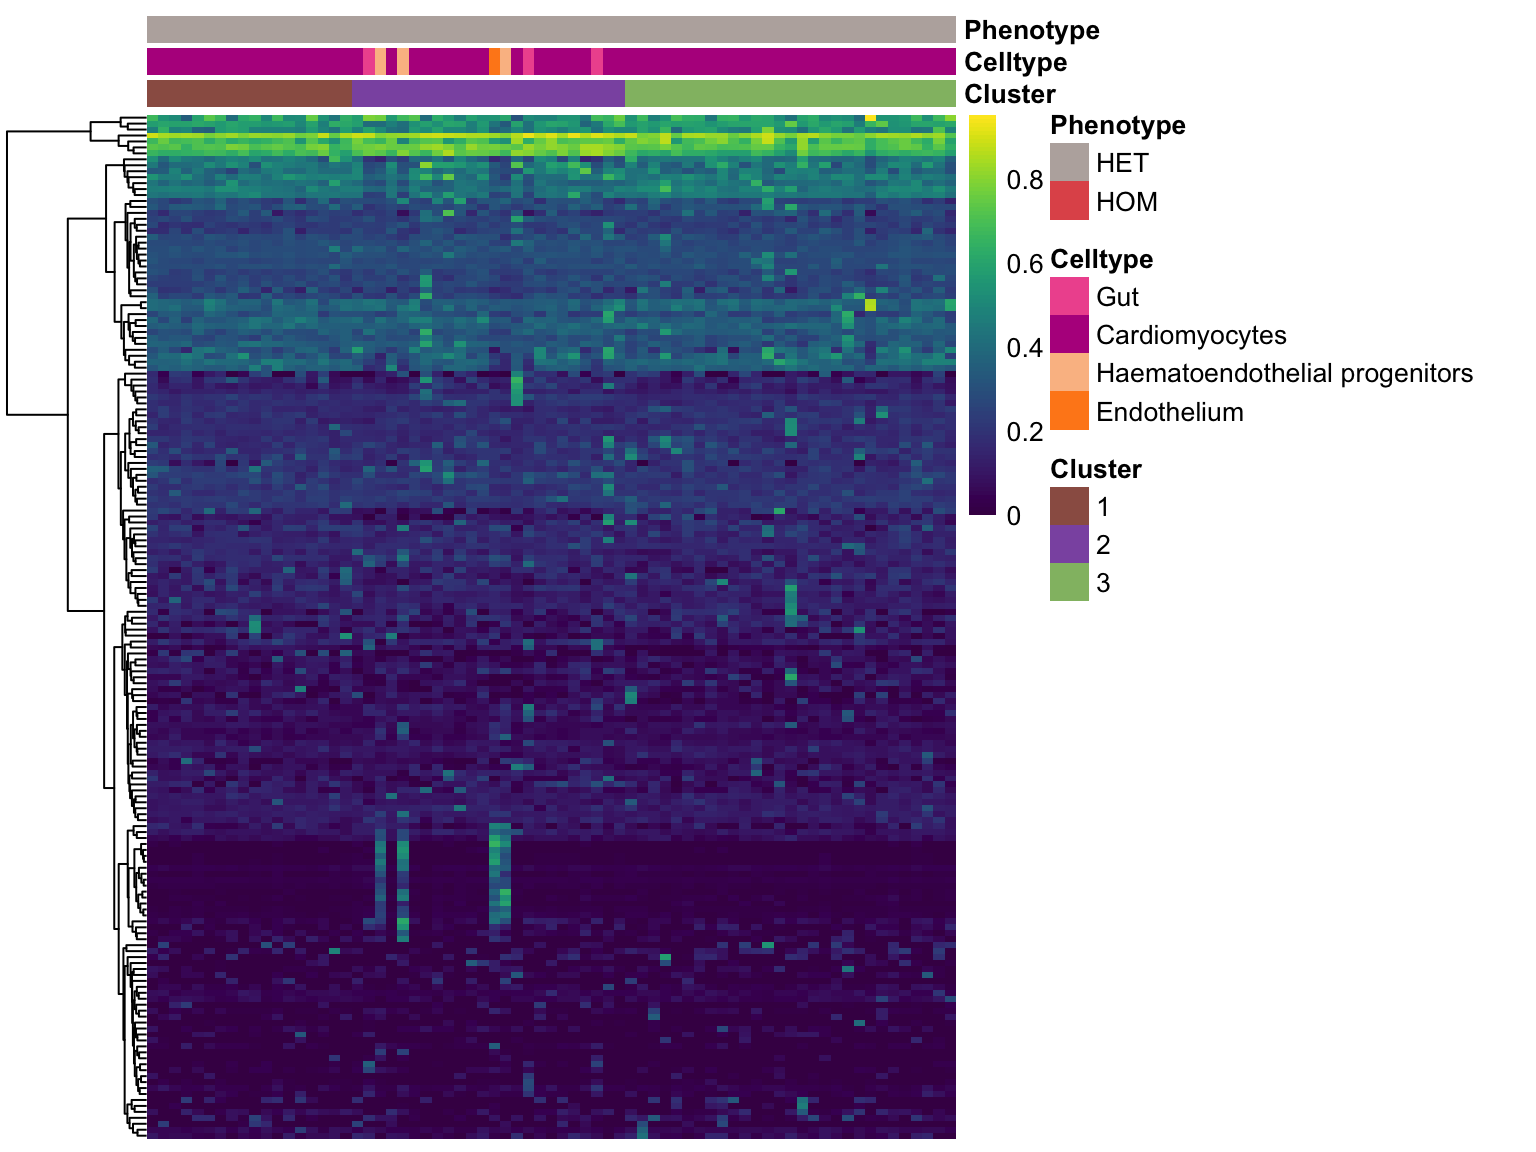 Phenotype
Celltype
Cluster
0.8
0.6
0.4
0.2
0
Phenotype
HET
HOM
Celltype
Gut
Cardiomyocytes
Haematoendothelial progenitors
Endothelium
Cluster
1
2
3